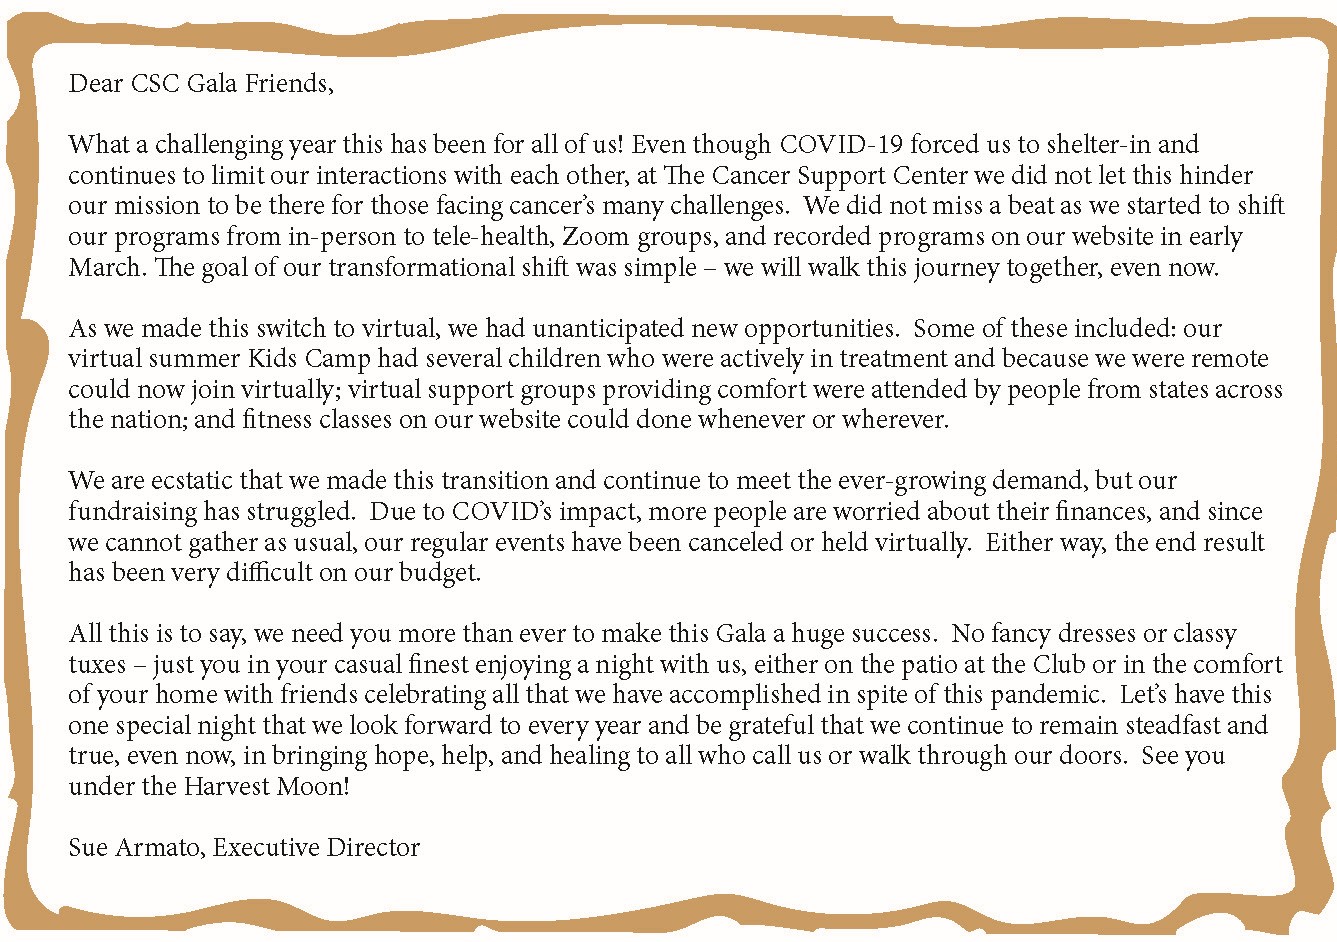 Dear CSC Gala Friends,
What a challenging year this has been for all of us! Even though COVID-19 forced us to shelter-in and
continues to limit our interactions with each other, at The Cancer Support Center we did not let this hinder
our mission to be there for those facing cancer’s many challenges.  We did not miss a beat as we started to shift
our programs from in-person to tele-health, Zoom groups, and recorded programs on our website in early
March. The goal of our transformational shift was simple – we will walk this journey together, even now.
As we made this switch to virtual, we had unanticipated new opportunities.  Some of these included: our
virtual summer Kids Camp had several children who were actively in treatment and because we were remote
could now join virtually; virtual support groups providing comfort were attended by people from states across
the nation; and fitness classes on our website could done whenever or wherever.
We are ecstatic that we made this transition and continue to meet the ever-growing demand, but our
fundraising has struggled.  Due to COVID’s impact, more people are worried about their finances, and since
we cannot gather as usual, our regular events have been canceled or held virtually.  Either way, the end result
has been very difficult on our budget.
All this is to say, we need you more than ever to make this Gala a huge success.  No fancy dresses or classy
tuxes – just you in your casual finest enjoying a night with us, either on the patio at the Club or in the comfort
of your home with friends celebrating all that we have accomplished in spite of this pandemic.  Let’s have this
one special night that we look forward to every year and be grateful that we continue to remain steadfast and
true, even now, in bringing hope, help, and healing to all who call us or walk through our doors.  See you
under the Harvest Moon!
Sue Armato, Executive Director